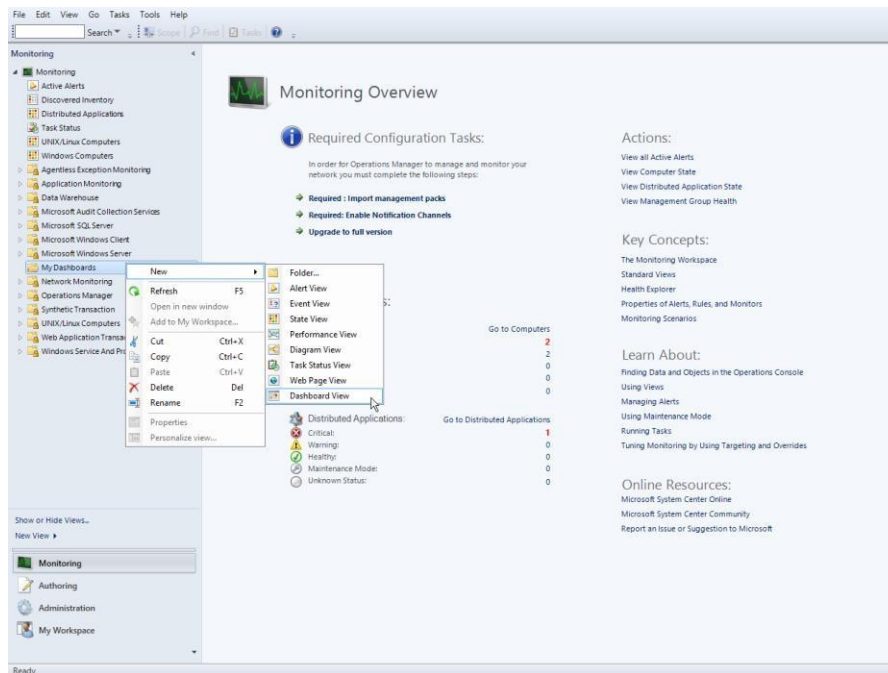 File Edit View Go Tasks Tools Help
Search Scope Find Tasks
Monitoring
Monitoring
Active Alerts
Discovered Inventory
Distributed Applications
Task Status
UNIX/Linux Computers
Windows Computers
Agentless Exception Monitoring
Application Monitoring
Data Warehouse
Microsoft Audit Collection Services
Microsoft SQL Server
Microsoft Windows Client
Microsoft Windows Server
My Dashboards
Network Monitoring
Operations Manager
Synthetic Transaction
UNIX/Linux Computers
Web Application Transa
Windows Service And Pro
Show or Hide Views...
New View
Monitoring
Authoring
Administration
My Workspace
Ready
New
Refresh F5
Open in new window
Add to My Workspace...
Cut Ctrl+X
Copy Ctrl+C
Paste Ctrl+V
Delete Del
Rename F2
Properties
Personalize view...
Folder...
Alert View
Event View
State View
Performance View
Diagram View
Task Status View
Web Page View
Dashboard View
Monitoring Overview
Required Configuration Tasks:
In order for Operations Manager to manage and monitor your
network you must complete the following steps:
Required : Import management packs
Required: Enable Notification Channels
Upgrade to full version
s:
Go to Computers
2
2
0
0
0
Distributed Applications: Go to Distributed Applications
Critical: 1
Warning: 0
Healthy: 0
Maintenance Mode: 0
Unknown Status: 0
Actions:
View all Active Alerts
View Computer State
View Distributed Application State
View Management Group Health
Key Concepts:
The Monitoring Workspace
Standard Views
Health Explorer
Properties of Alerts, Rules, and Monitors
Monitoring Scenarios
Learn About:
Finding Data and Objects in the Operations Console
Using Views
Managing Alerts
Using Maintenance Mode
Running Tasks
Tuning Monitoring by Using Targeting and Overrides
Online Resources:
Microsoft System Center Online
Microsoft System Center Community
Report an Issue or Suggestion to Microsoft